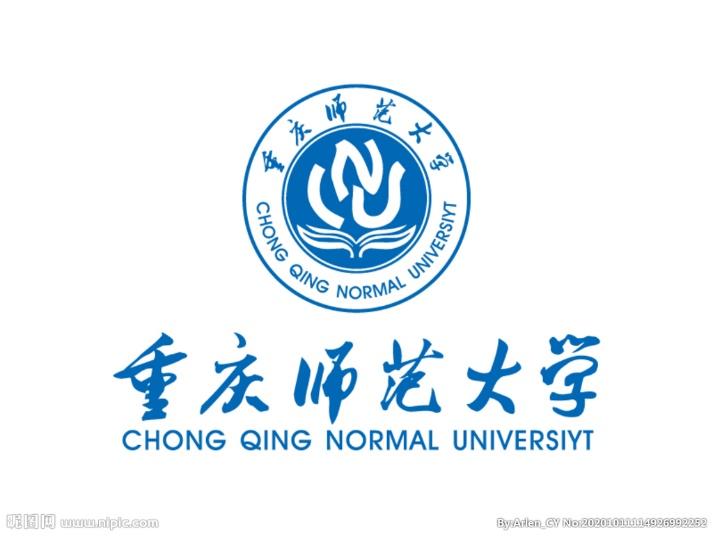 重庆师范大学
CNU
CHONG QING NORMAL UNIVERSIYT
重庆师范大学
CHONG QING NORMAL UNIVERSIYT
昵图网 www.nipic.com
By:Arlen_CY No:20201011114926992252